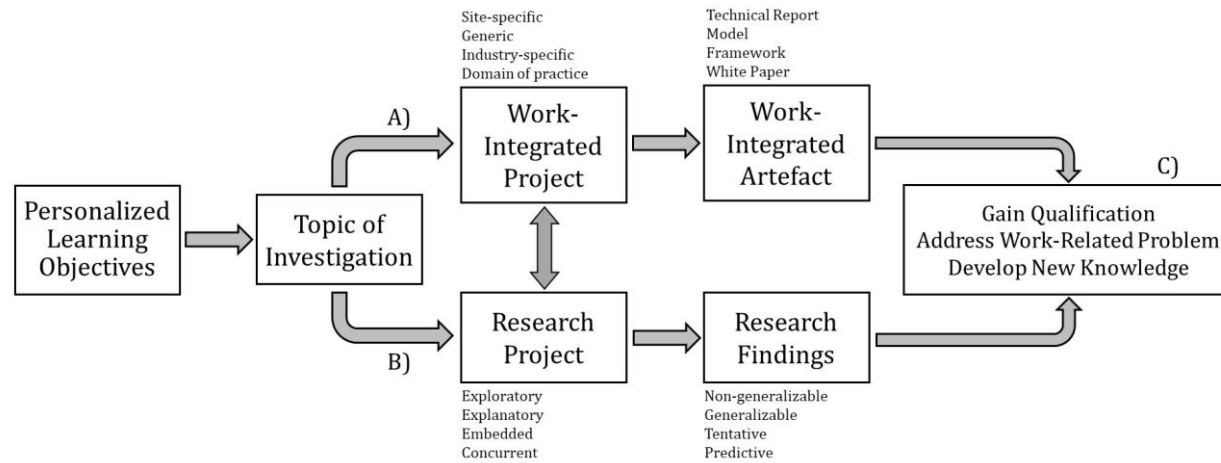 Site-specific
Generic
Industry-specific
Domain of practice
Technical Report
Model
Framework
White Paper
A)
Work-
Integrated
Project
Work-
Integrated
Artefact
C)
Personalized
Learning
Objectives
Topic of
Investigation
Gain Qualification
Address Work-Related Problem
Develop New Knowledge
B)
Research
Project
Research
Findings
Exploratory
Explanatory
Embedded
Concurrent
Non-generalizable
Generalizable
Tentative
Predictive